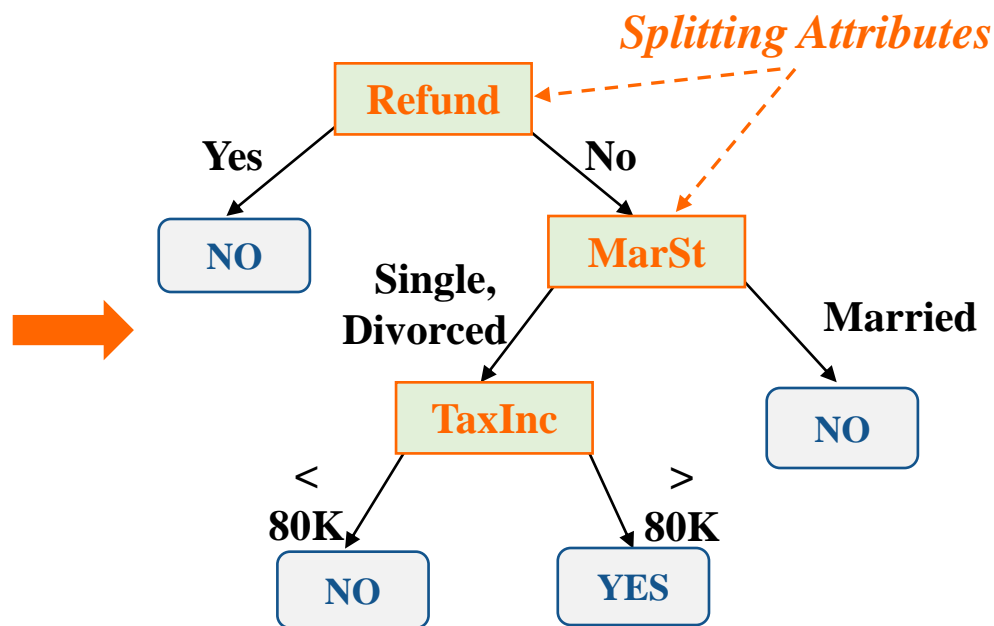 Splitting Attributes
Refund
Yes
No
NO
MarSt
Single,
Divorced
Married
TaxInc
NO
<
80K
>
80K
NO
YES